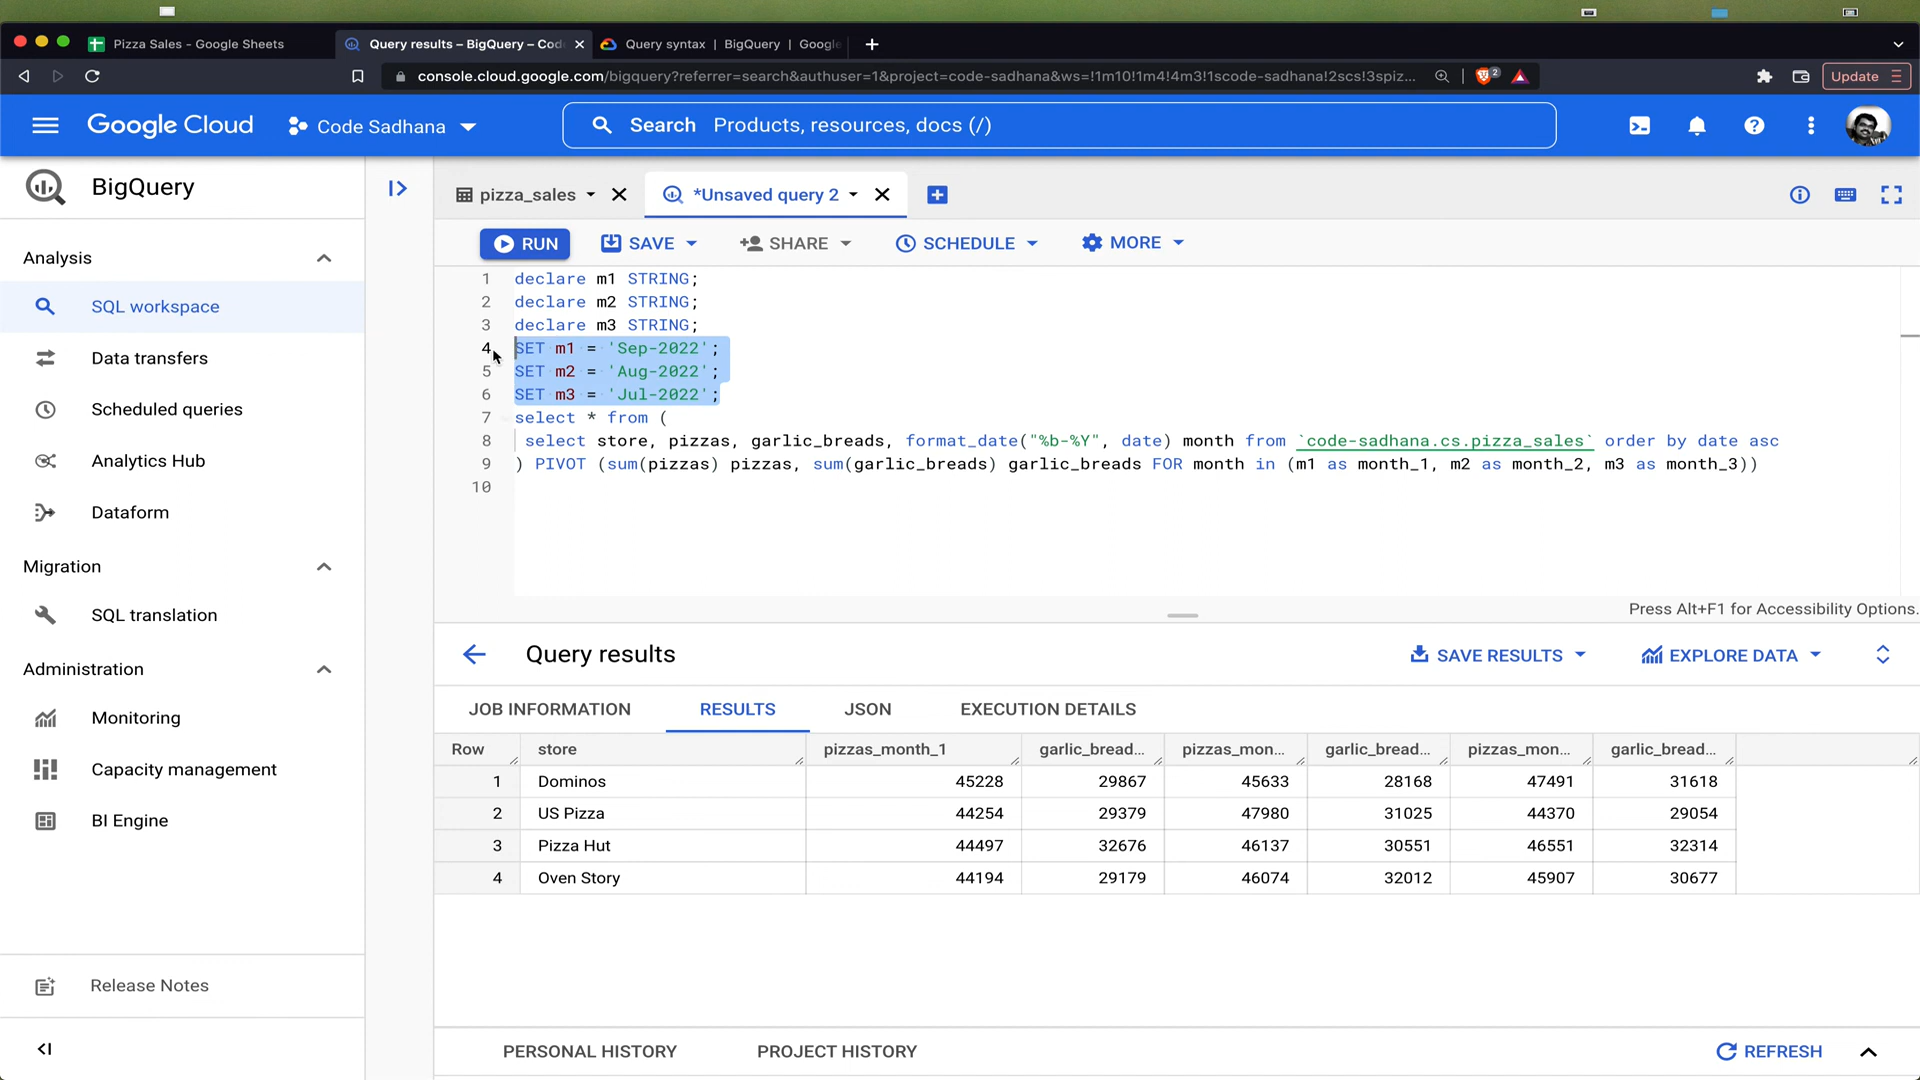 Pizza Sales - Google Sheets
Query results – BigQuery – Cod
Query syntax | BigQuery | Google
console.cloud.google.com/bigquery?referrer=search&authuser=1&project=code-sadhana&ws=!1m10!1m4!4m3!1scode-sadhana!2scs!3spiz...
2
Update
Google Cloud
Code Sadhana
Search Products, resources, docs (/)
BigQuery
pizza_sales
*Unsaved query 2
RUN
SAVE
SHARE
SCHEDULE
MORE
Analysis
SQL workspace
Data transfers
Scheduled queries
Analytics Hub
Dataform
Migration
SQL translation
Administration
Monitoring
Capacity management
BI Engine
Release Notes
1 declare m1 STRING;
2 declare m2 STRING;
3 declare m3 STRING;
4 SET m1 = 'Sep-2022';
5 SET m2 = 'Aug-2022';
6 SET m3 = 'Jul-2022';
7 select * from (
8 select store, pizzas, garlic_breads, format_date("%b-%Y", date) month from `code-sadhana.cs.pizza_sales` order by date asc
9 ) PIVOT (sum(pizzas) pizzas, sum(garlic_breads) garlic_breads FOR month in (m1 as month_1, m2 as month_2, m3 as month_3))
10
Press Alt+F1 for Accessibility Options.
Query results
SAVE RESULTS
EXPLORE DATA
JOB INFORMATION
RESULTS
JSON
EXECUTION DETAILS
Row store pizzas_month_1 garlic_bread... pizzas_mon... garlic_bread... pizzas_mon... garlic_bread...
1 Dominos 45228 29867 45633 28168 47491 31618
2 US Pizza 44254 29379 47980 31025 44370 29054
3 Pizza Hut 44497 32676 46137 30551 46551 32314
4 Oven Story 44194 29179 46074 32012 45907 30677
PERSONAL HISTORY
PROJECT HISTORY
REFRESH